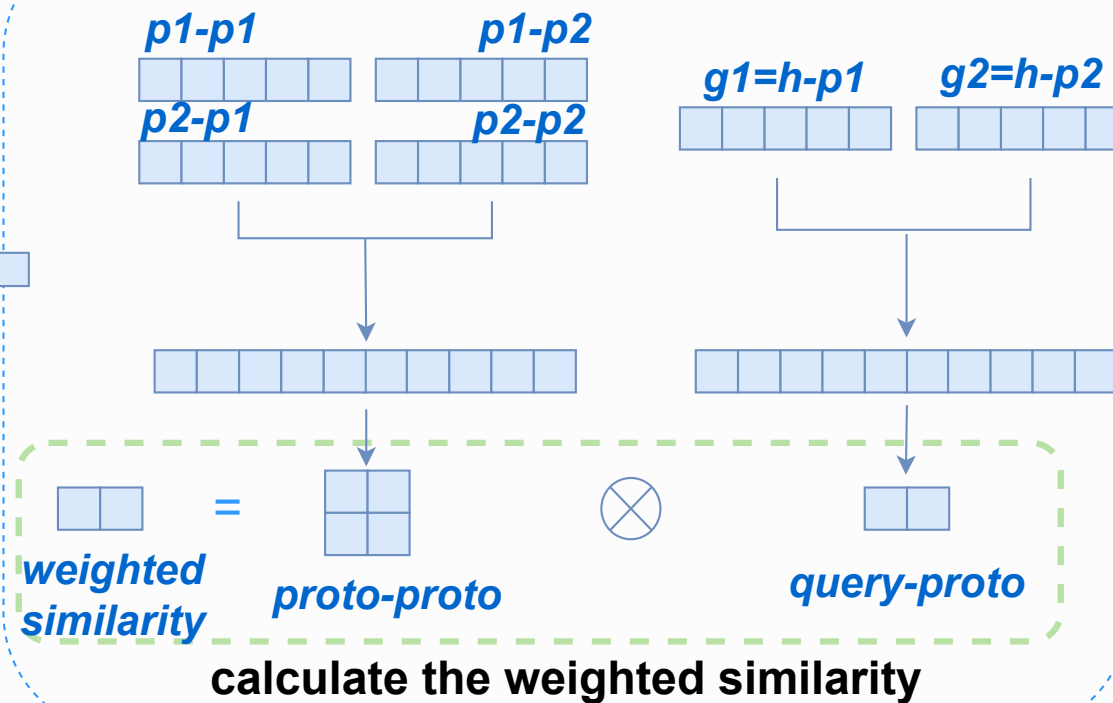 p1-p1
p1-p2
g1=h-p1
g2=h-p2
p2-p1
p2-p2
=
weighted
similarity
proto-proto
query-proto
calculate the weighted similarity